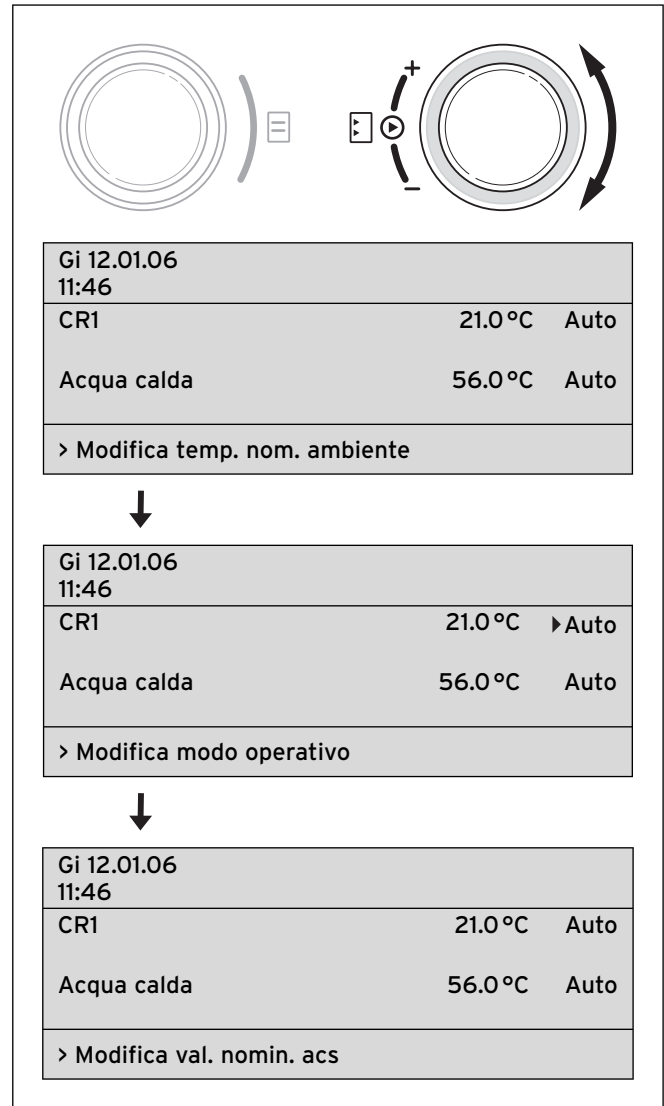 +
−
Gi 12.01.06
11:46
CR1 21.0 °C Auto
Acqua calda 56.0 °C Auto
> Modifica temp. nom. ambiente
Gi 12.01.06
11:46
CR1 21.0 °C Auto
Acqua calda 56.0 °C Auto
> Modifica modo operativo
Gi 12.01.06
11:46
CR1 21.0 °C Auto
Acqua calda 56.0 °C Auto
> Modifica val. nomin. acs